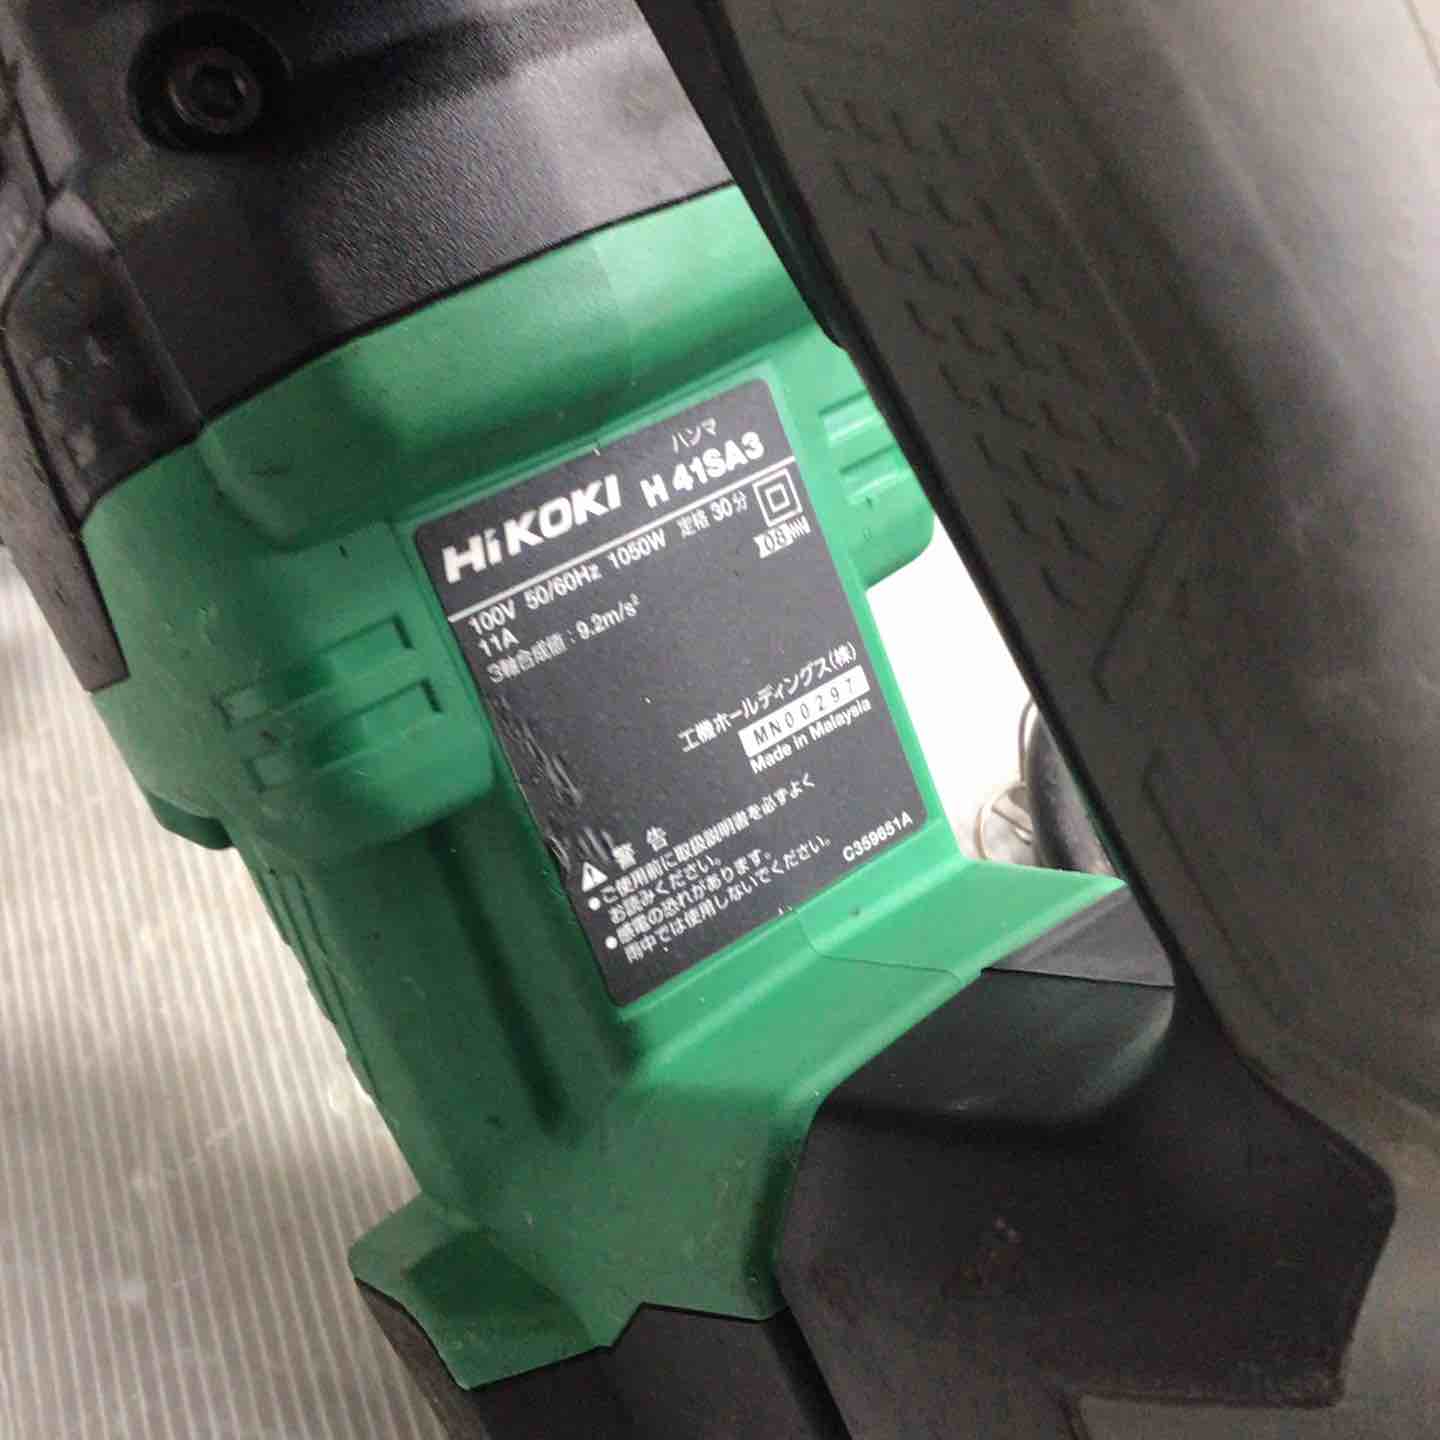 ハンマ
HiKOKI H 41SA3
100V 50/60Hz 1050W 定格 30分
11A
3軸合成値：9.2m/s²
工機ホールディングス(株)
MN00297
Made in Malaysia
警告
●ご使用前に取扱説明書を必ずよく
お読みください。
●感電の恐れがあります。
雨中では使用しないでください。
C359651A